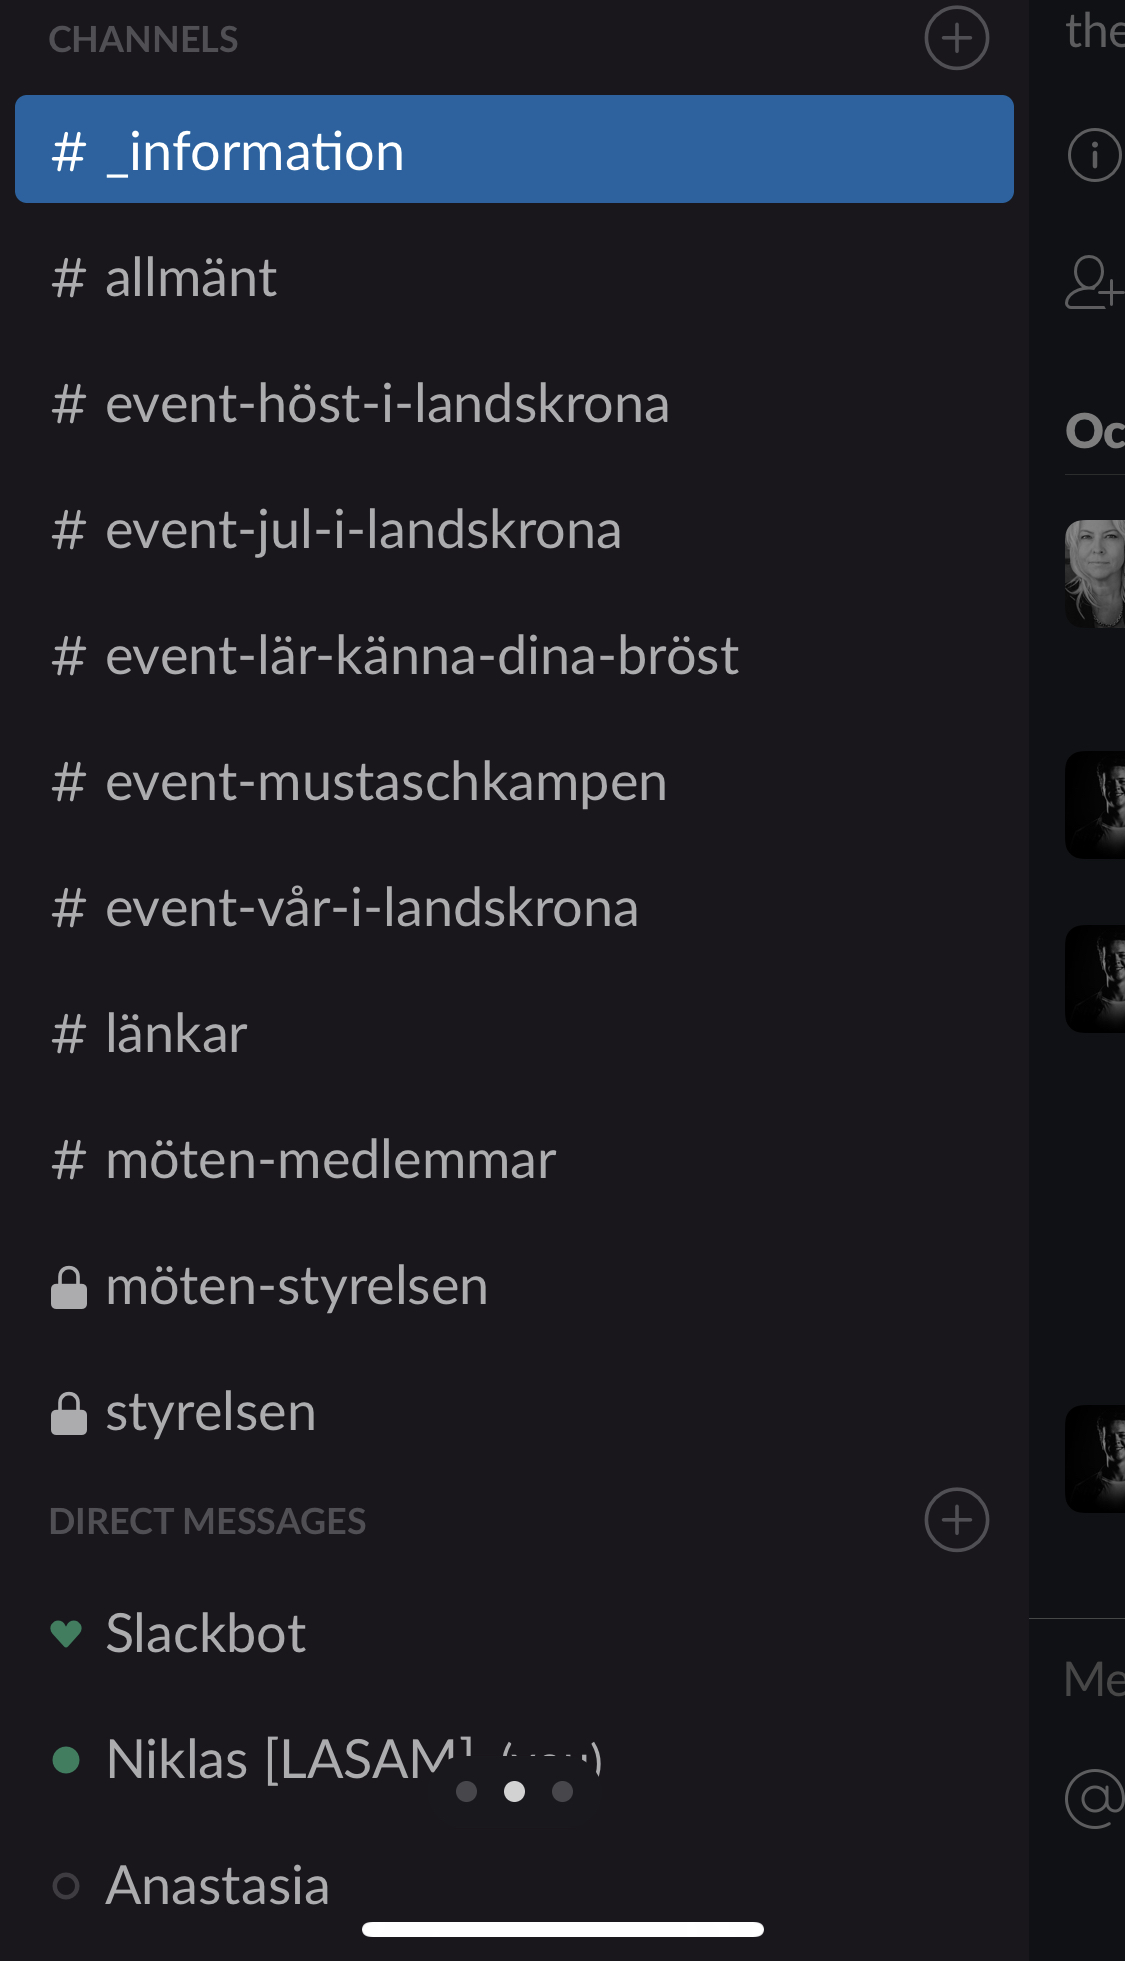 CHANNELS
the
# _information
# allmänt
# event-höst-i-landskrona
Oc
# event-jul-i-landskrona
# event-lär-känna-dina-bröst
# event-mustaschkampen
# event-vår-i-landskrona
# länkar
# möten-medlemmar
möten-styrelsen
styrelsen
DIRECT MESSAGES
Slackbot
Me
Niklas [LASAM] (you)
@
Anastasia